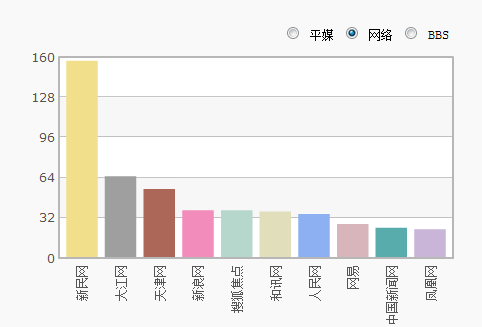 平媒 网络 BBS
160
128
96
64
32
0
新民网
大江网
天津网
新浪网
搜狐焦点
和讯网
人民网
网易
中国新闻网
凤凰网